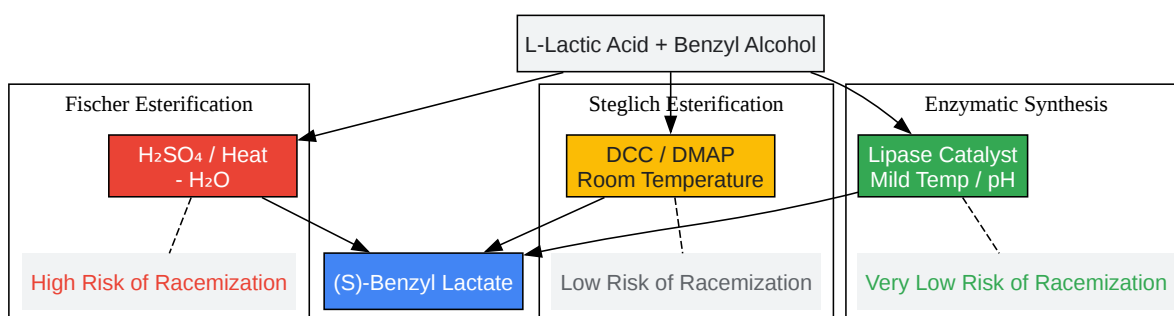 L-Lactic Acid + Benzyl Alcohol
Fischer Esterification
Steglich Esterification
Enzymatic Synthesis
H₂SO₄ / Heat
- H₂O
DCC / DMAP
Room Temperature
Lipase Catalyst
Mild Temp / pH
High Risk of Racemization
(S)-Benzyl Lactate
Low Risk of Racemization
Very Low Risk of Racemization